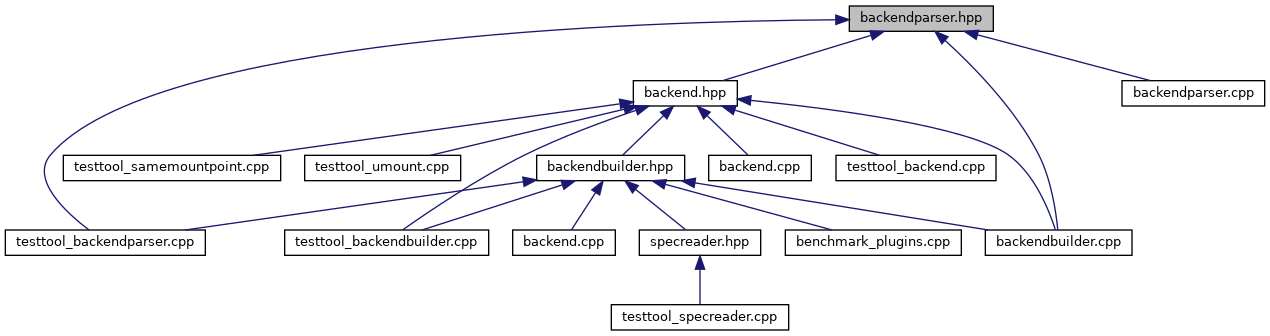 backendparser.hpp
backend.hpp
backendparser.cpp
testtool_samemountpoint.cpp
testtool_umount.cpp
backendbuilder.hpp
backend.cpp
testtool_backend.cpp
testtool_backendparser.cpp
testtool_backendbuilder.cpp
backend.cpp
specreader.hpp
benchmark_plugins.cpp
backendbuilder.cpp
testtool_specreader.cpp